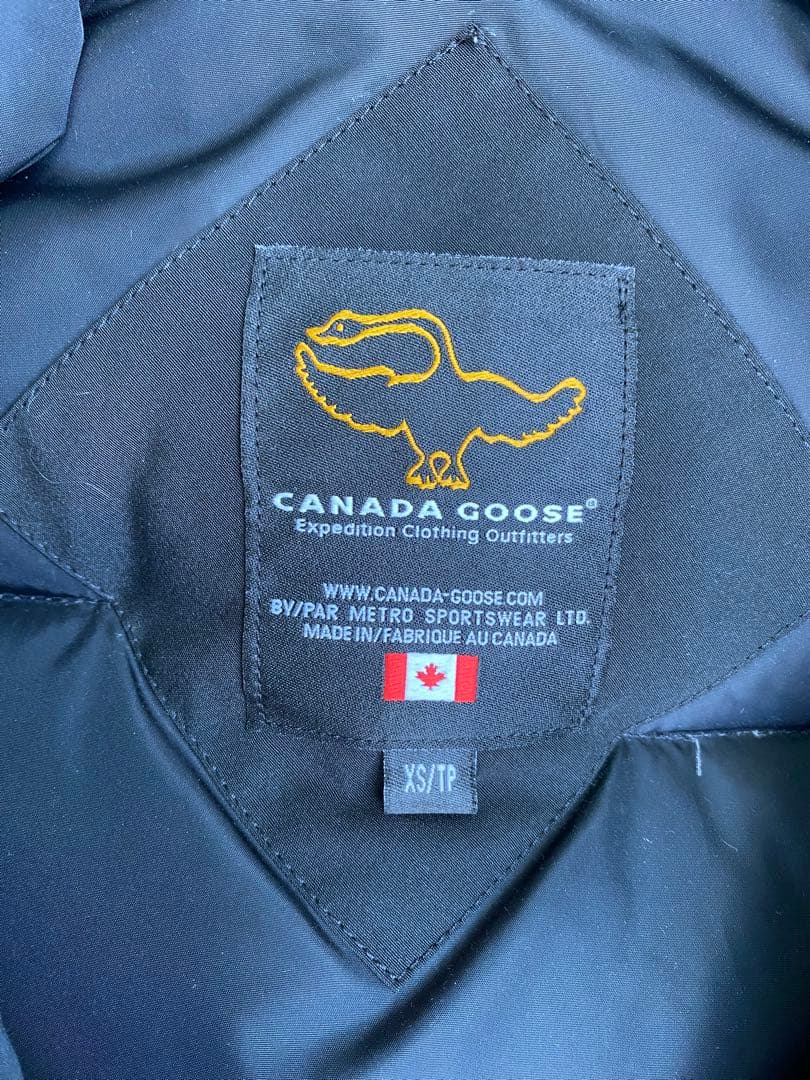 CANADA GOOSE®
Expedition Clothing Outfitters
WWW.CANADA-GOOSE.COM
BY/PAR METRO SPORTSWEAR LTD.
MADE IN/FABRIQUE AU CANADA
XS/TP